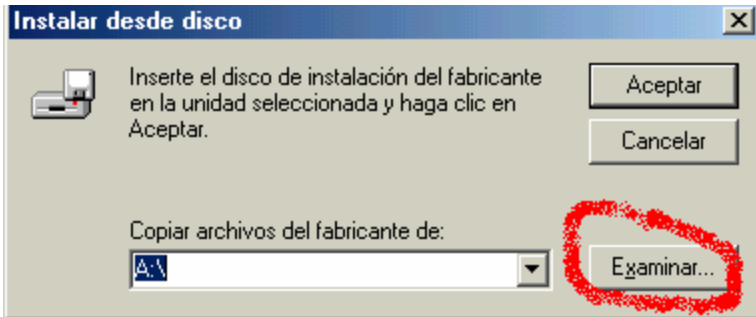 Instalar desde disco
Inserte el disco de instalación del fabricante
en la unidad seleccionada y haga clic en
Aceptar.
Aceptar
Cancelar
Copiar archivos del fabricante de:
A:\
Examinar...